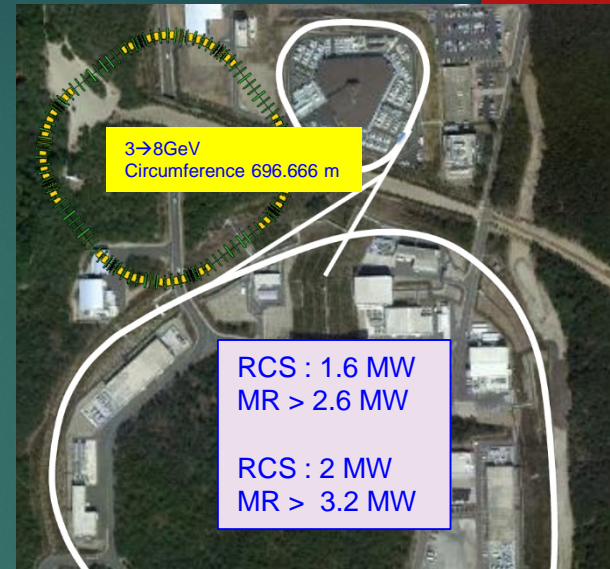 3→8GeV
Circumference 696.666 m
RCS : 1.6 MW
MR > 2.6 MW
RCS : 2 MW
MR > 3.2 MW